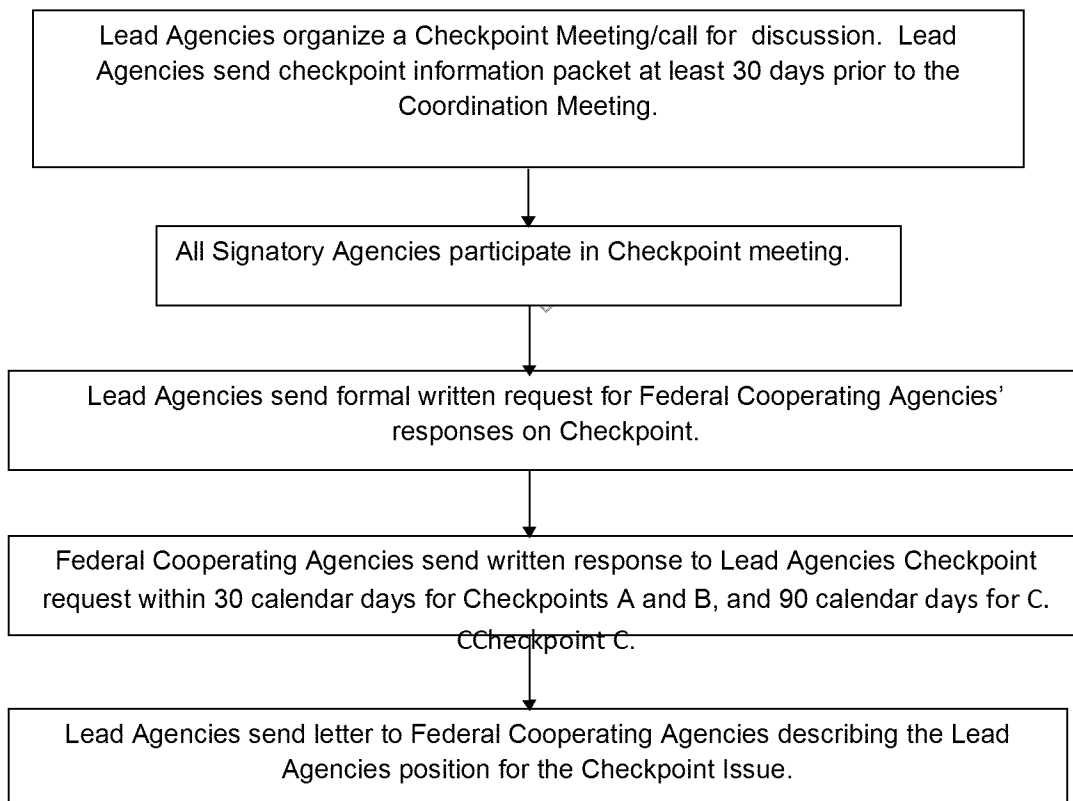 Lead Agencies organize a Checkpoint Meeting/call for  discussion.  Lead
Agencies send checkpoint information packet at least 30 days prior to the
Coordination Meeting.
All Signatory Agencies participate in Checkpoint meeting.
Lead Agencies send formal written request for Federal Cooperating Agencies’
responses on Checkpoint.
Federal Cooperating Agencies send written response to Lead Agencies Checkpoint
request within 30 calendar days for Checkpoints A and B, and 90 calendar days for C.
CCheckpoint C.
Lead Agencies send letter to Federal Cooperating Agencies describing the Lead
Agencies position for the Checkpoint Issue.